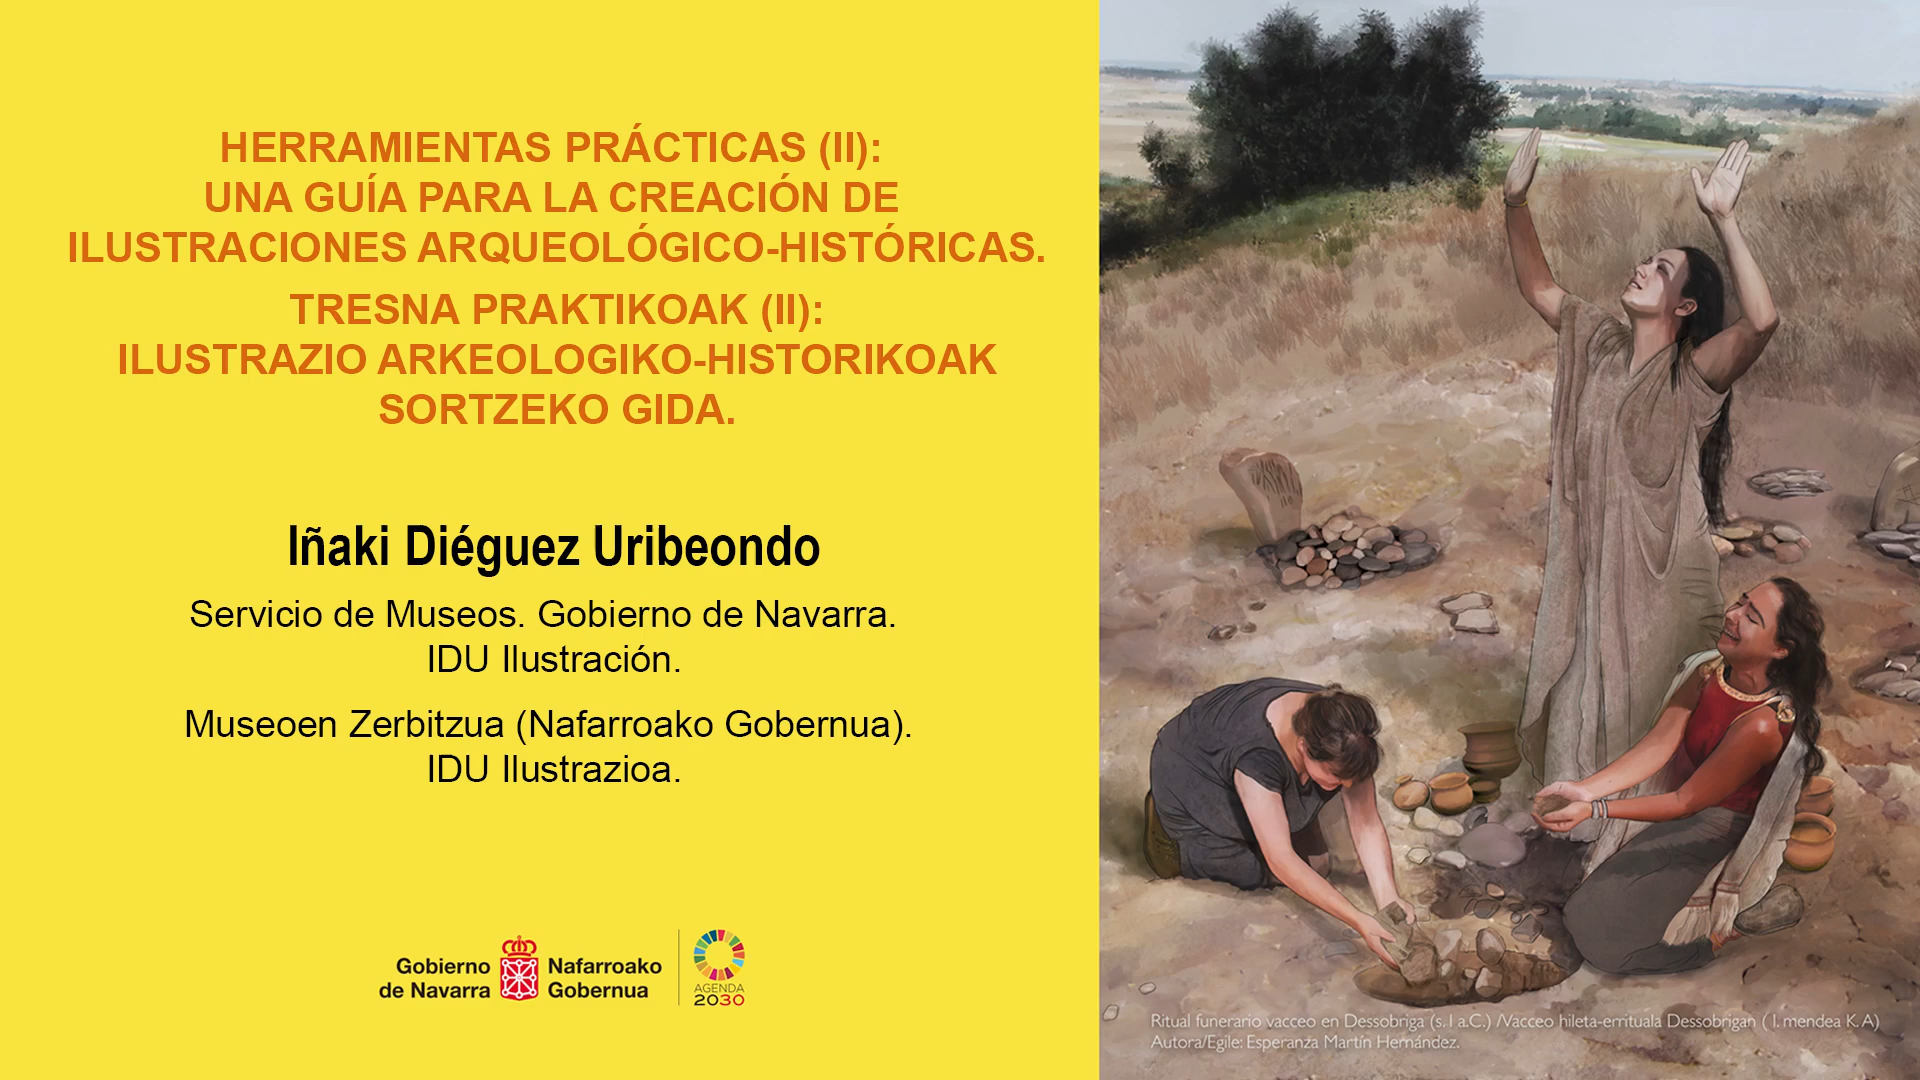 HERRAMIENTAS PRÁCTICAS (II):
UNA GUÍA PARA LA CREACIÓN DE
ILUSTRACIONES ARQUEOLÓGICO-HISTÓRICAS.
TRESNA PRAKTIKOAK (II):
ILUSTRAZIO ARKEOLOGIKO-HISTORIKOAK
SORTZEKO GIDA.
Iñaki Diéguez Uribeondo
Servicio de Museos. Gobierno de Navarra.
IDU Ilustración.
Museoen Zerbitzua (Nafarroako Gobernua).
IDU Ilustrazioa.
Gobierno
de Navarra
Nafarroako
Gobernua
AGENDA
2030
Ritual funerario vacceo en Dessobriga (s. I a.C.) /Vacceo hileta-errituala Dessobrigan ( I. mendea K. A)
Autora/Egile: Esperanza Martín Hernández.